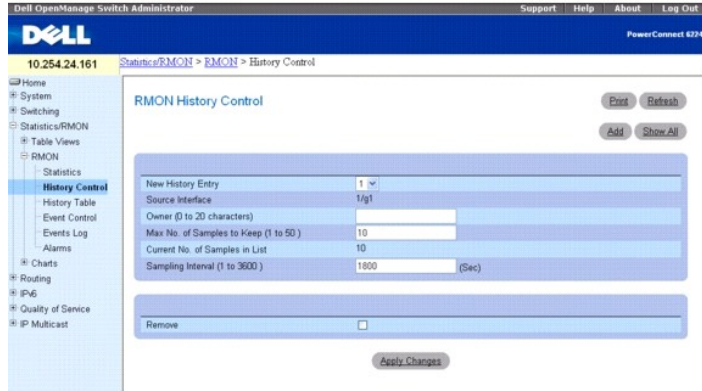 Dell OpenManage Switch Administrator
Support Help About Log Out
DELL
PowerConnect 6224
10.254.24.161
Statistics/RMON > RMON > History Control
Home
System
Switching
Statistics/RMON
Table Views
RMON
Statistics
History Control
History Table
Event Control
Events Log
Alarms
Charts
Routing
IPv6
Quality of Service
IP Multicast
RMON History Control
Print Refresh
Add Show All
New History Entry 1
Source Interface 1/g1
Owner (0 to 20 characters)
Max No. of Samples to Keep (1 to 50 ) 10
Current No. of Samples in List 10
Sampling Interval (1 to 3600 ) 1800 (Sec)
Remove
Apply Changes